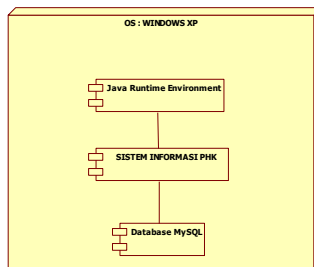 OS : WINDOWS XP
Java Runtime Environment
SISTEM INFORMASI PHK
Database MySQL